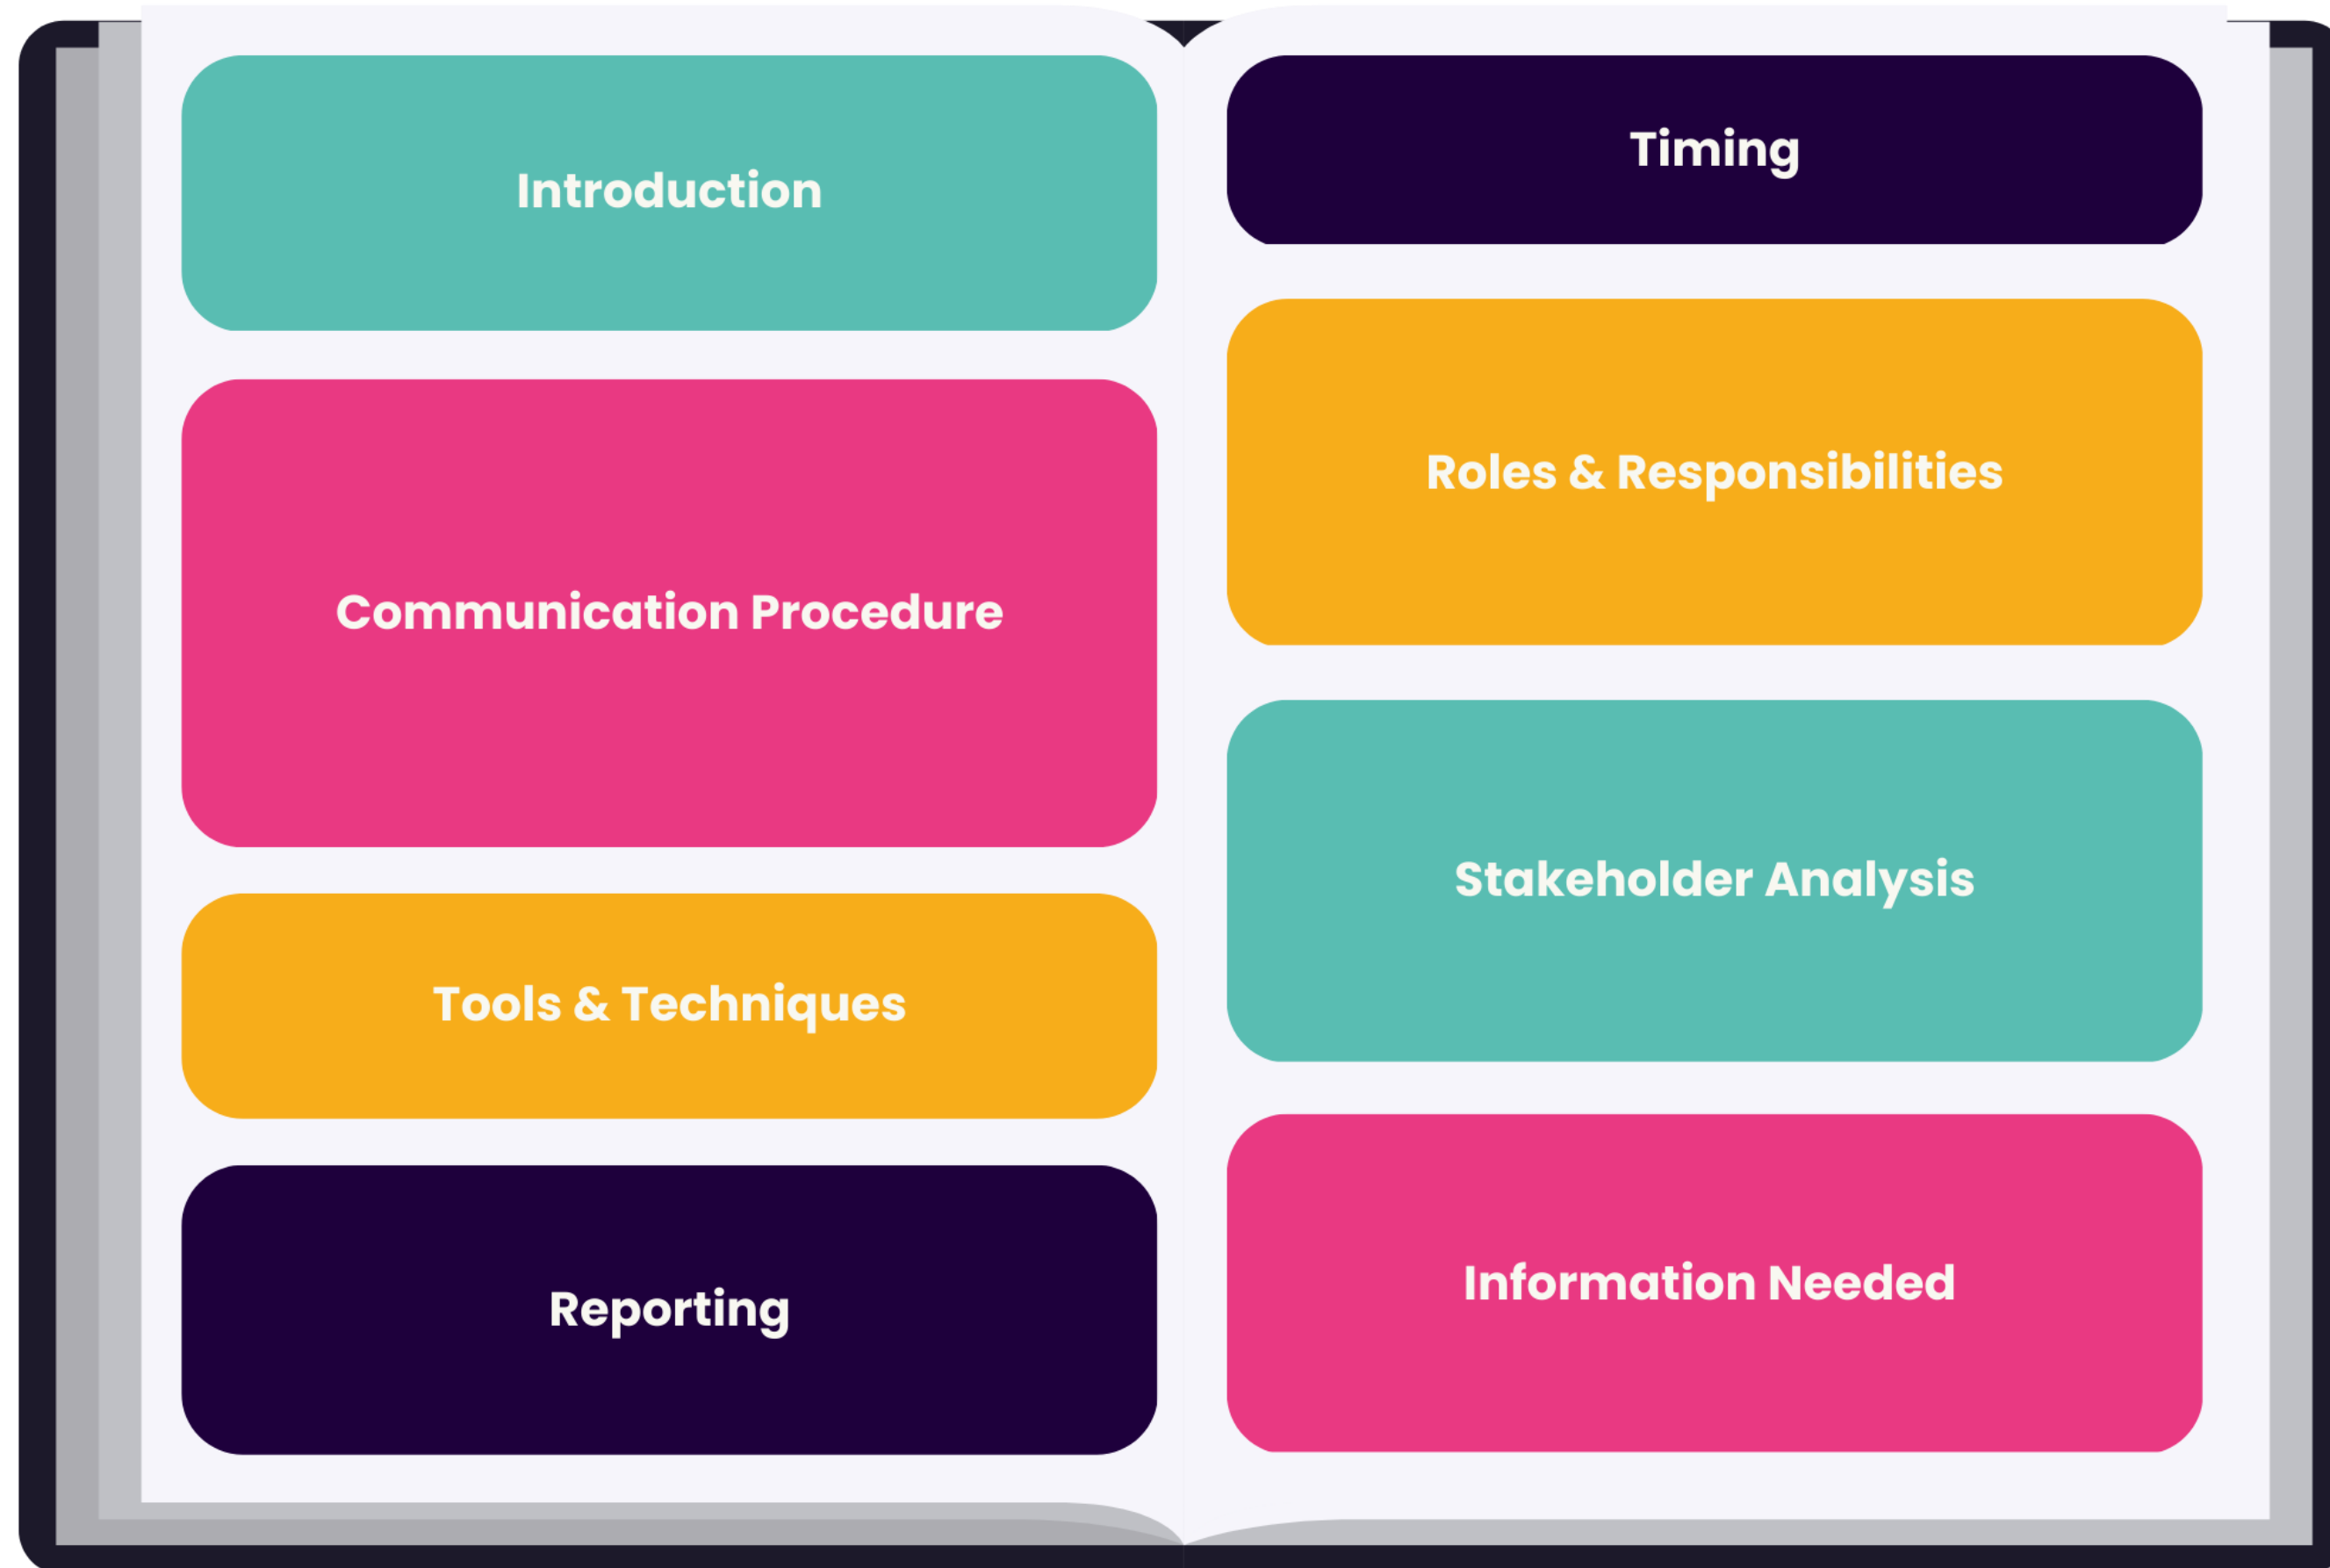 Introduction
Communication Procedure
Tools & Techniques
Reporting
Timing
Roles & Responsibilities
Stakeholder Analysis
Information Needed